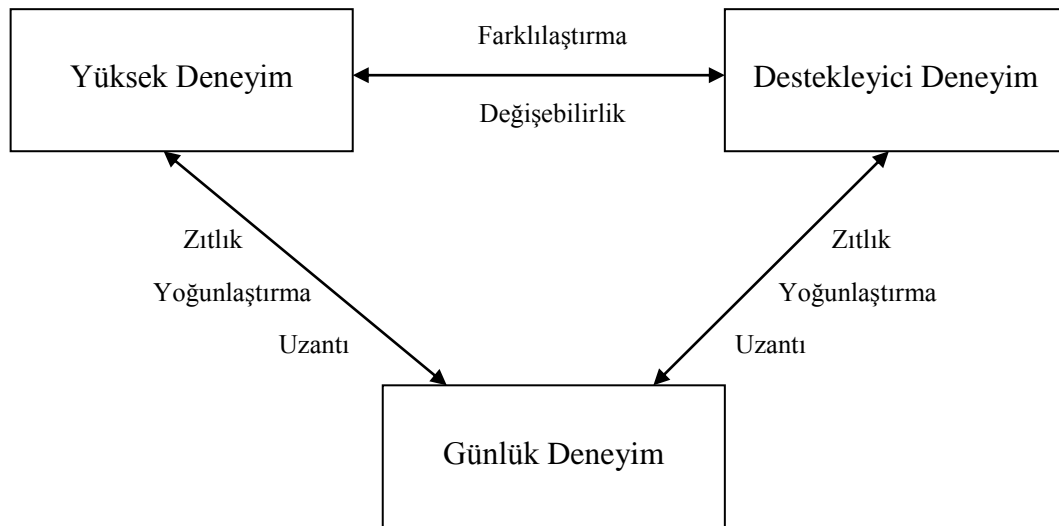 Farklılaştırma
Yüksek Deneyim
Destekleyici Deneyim
Değişebilirlik
Zıtlık
Yoğunlaştırma
Uzantı
Zıtlık
Yoğunlaştırma
Uzantı
Günlük Deneyim